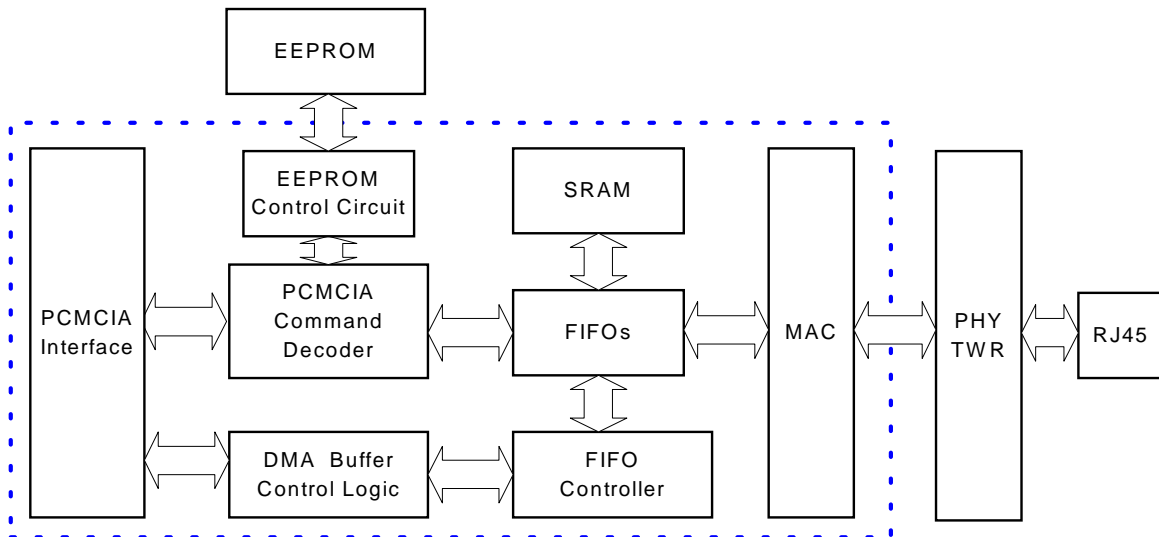 EEPROM
EEPROM
Control Circuit
SRAM
PCMCIA
Interface
PCMCIA
Command
Decoder
FIFOs
MAC
PHY
TWR
RJ45
DMA Buffer
Control Logic
FIFO
Controller